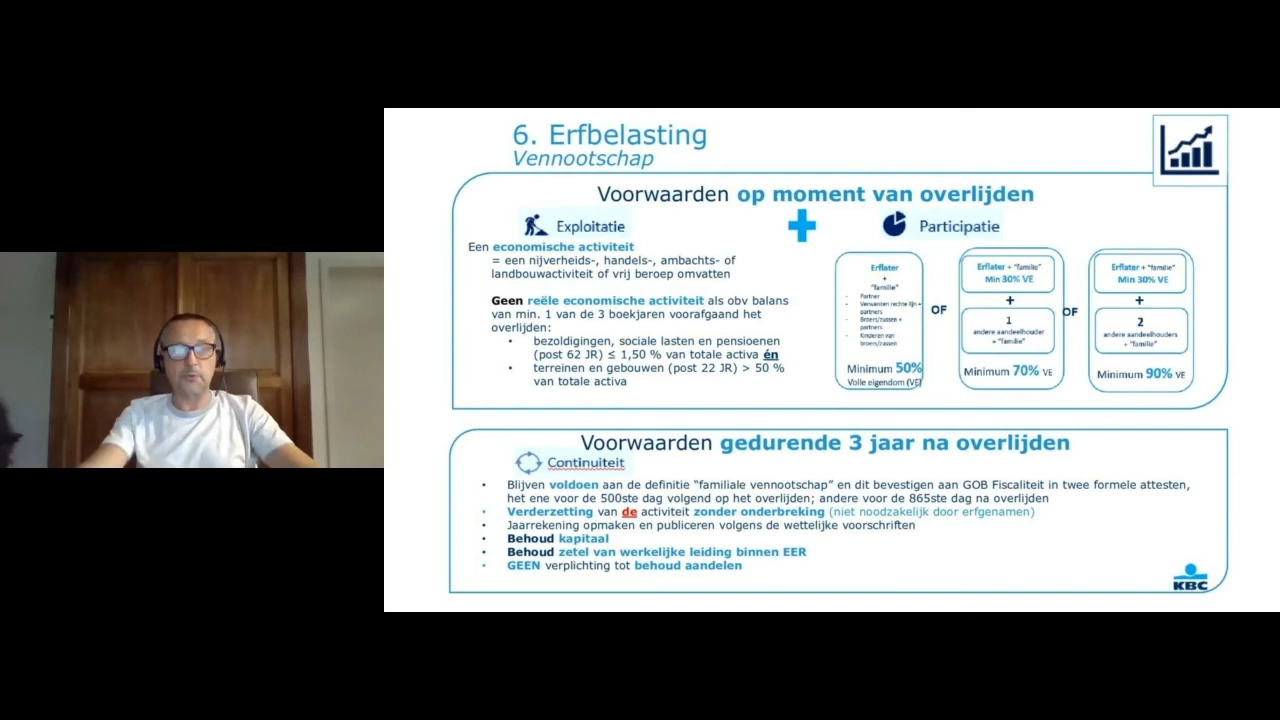 6. Erfbelasting
Vennootschap
Voorwaarden op moment van overlijden
Exploitatie
Participatie
Een economische activiteit
= een nijverheids-, handels-, ambachts- of
landbouwactiviteit of vrij beroep omvatten
Geen reële economische activiteit als obv balans
van min. 1 van de 3 boekjaren voorafgaand het
overlijden:
• bezoldigingen, sociale lasten en pensioenen
(post 62 JR) ≤ 1,50 % van totale activa én
• terreinen en gebouwen (post 22 JR) > 50 %
van totale activa
Erflater
+
"familie"
- Partner
- Verwanten rechte lijn +
partners
- Broers/zussen +
partners
- Kinderen van
broers/zussen
Minimum 50%
Volle eigendom (VE)
OF
Erflater + "familie"
Min 30% VE
+
1
andere aandeelhouder
+ "familie"
Minimum 70% VE
OF
Erflater + "familie"
Min 30% VE
+
2
andere aandeelhouders
+ "familie"
Minimum 90% VE
Voorwaarden gedurende 3 jaar na overlijden
Continuiteit
• Blijven voldoen aan de definitie "familiale vennootschap" en dit bevestigen aan GOB Fiscaliteit in twee formele attesten,
het ene voor de 500ste dag volgend op het overlijden; andere voor de 865ste dag na overlijden
• Verderzetting van de activiteit zonder onderbreking (niet noodzakelijk door erfgenamen)
• Jaarrekening opmaken en publiceren volgens de wettelijke voorschriften
• Behoud kapitaal
• Behoud zetel van werkelijke leiding binnen EER
• GEEN verplichting tot behoud aandelen
KBC